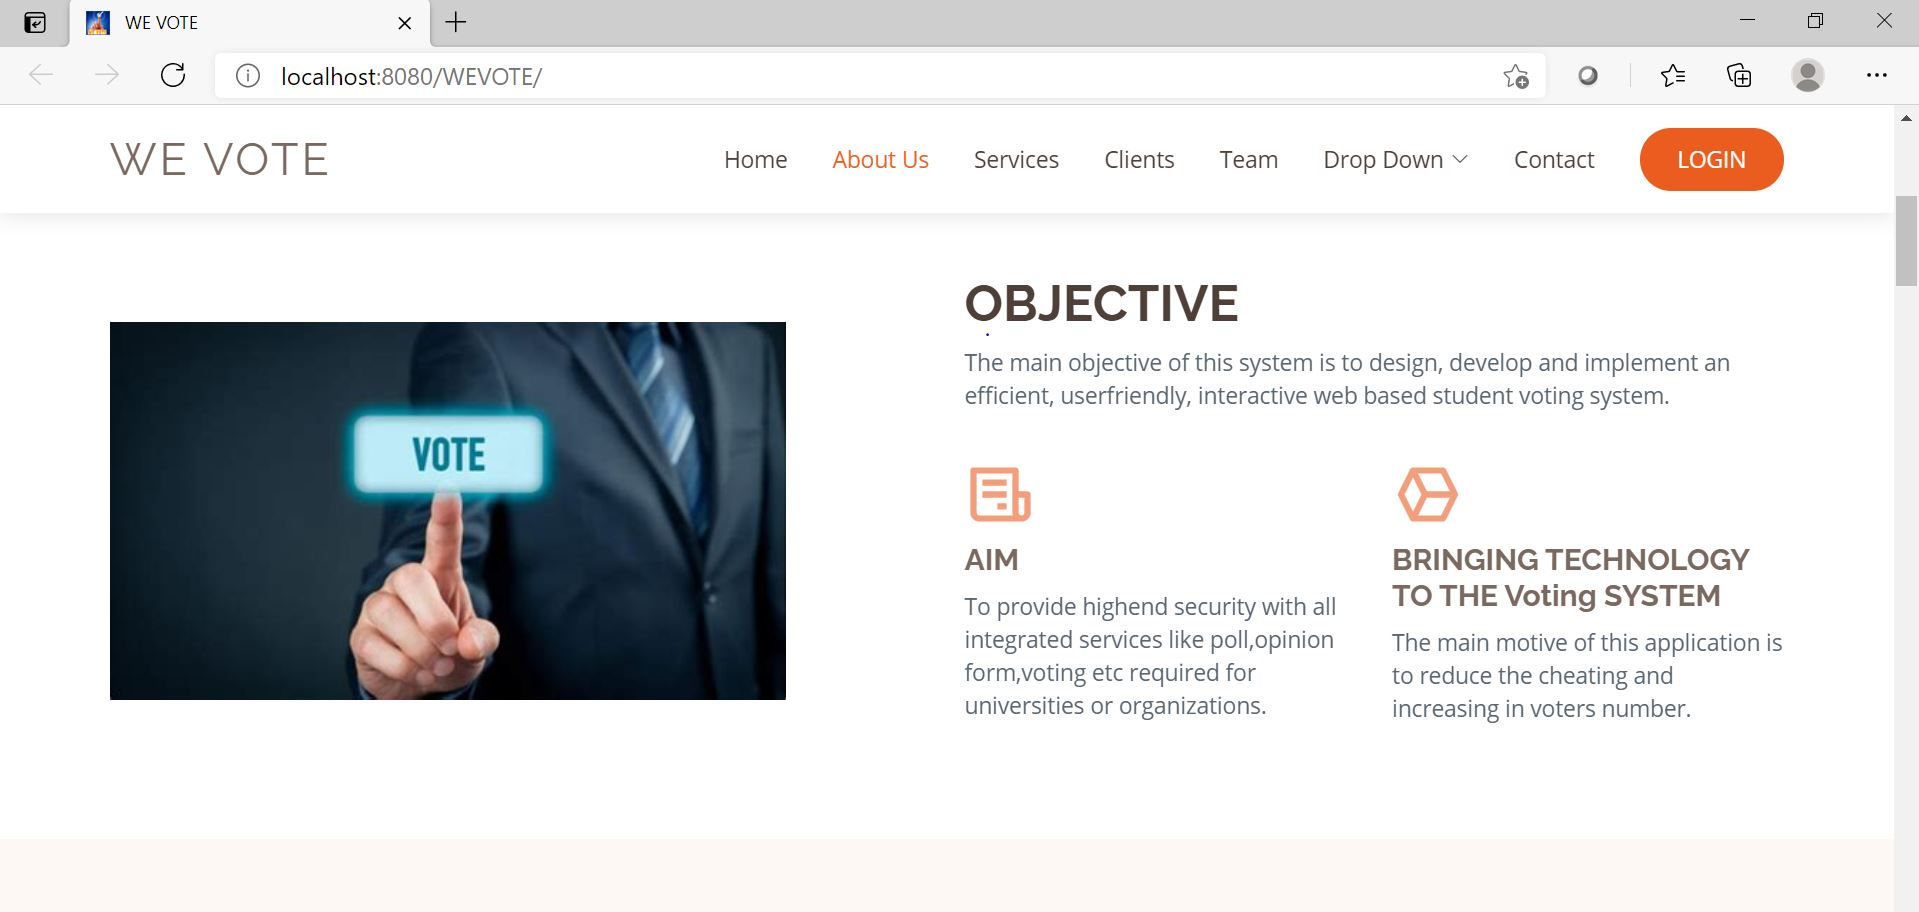 WE VOTE
localhost:8080/WEVOTE/
WE VOTE
Home About Us Services Clients Team Drop Down Contact LOGIN
OBJECTIVE
The main objective of this system is to design, develop and implement an
efficient, userfriendly, interactive web based student voting system.
VOTE
AIM
To provide highend security with all
integrated services like poll,opinion
form,voting etc required for
universities or organizations.
BRINGING TECHNOLOGY
TO THE Voting SYSTEM
The main motive of this application is
to reduce the cheating and
increasing in voters number.